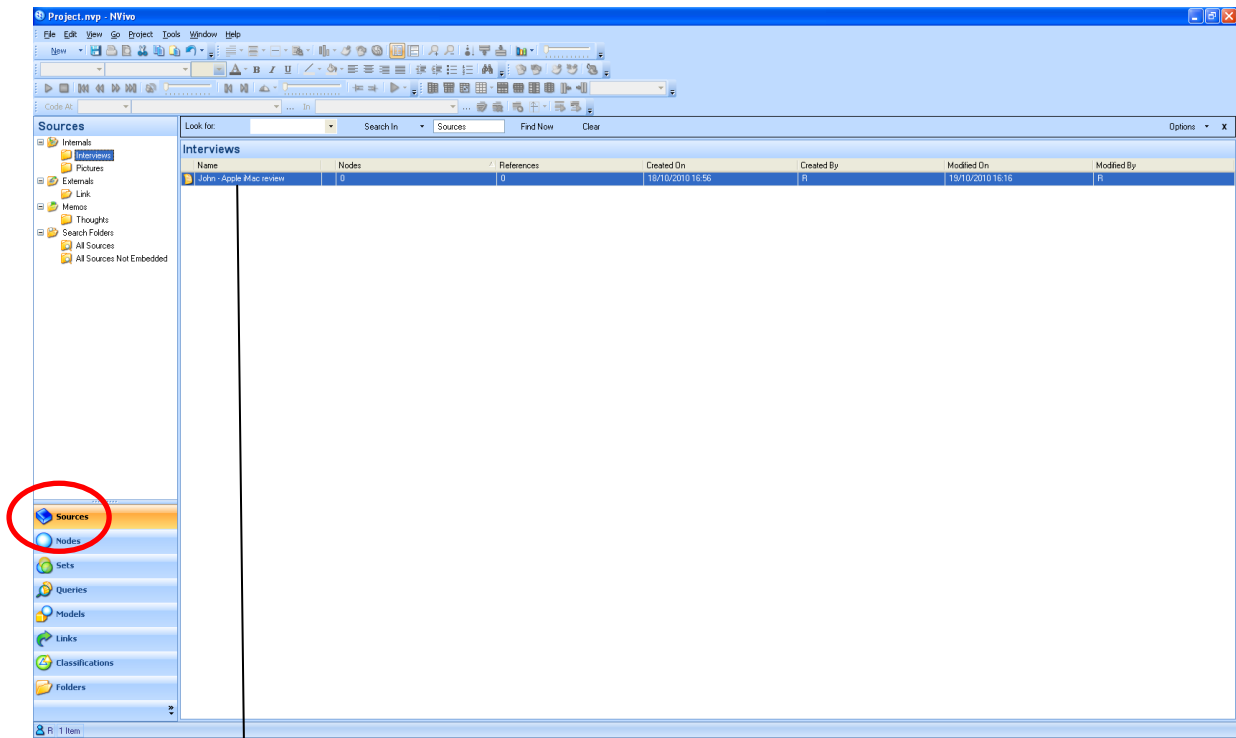 Project.nvp - NVivo
File Edit View Go Project Tools Window Help
New
Code At In
Sources
Look for: Search In Sources Find Now Clear Options x
Internals
Interviews
Pictures
Externals
Link
Memos
Thoughts
Search Folders
All Sources
All Sources Not Embedded
Interviews
Name Nodes References Created On Created By Modified On Modified By
John - Apple iMac review 0 0 18/10/2010 16:56 R 19/10/2010 16:16 R
Sources
Nodes
Sets
Queries
Models
Links
Classifications
Folders
R 1 Item